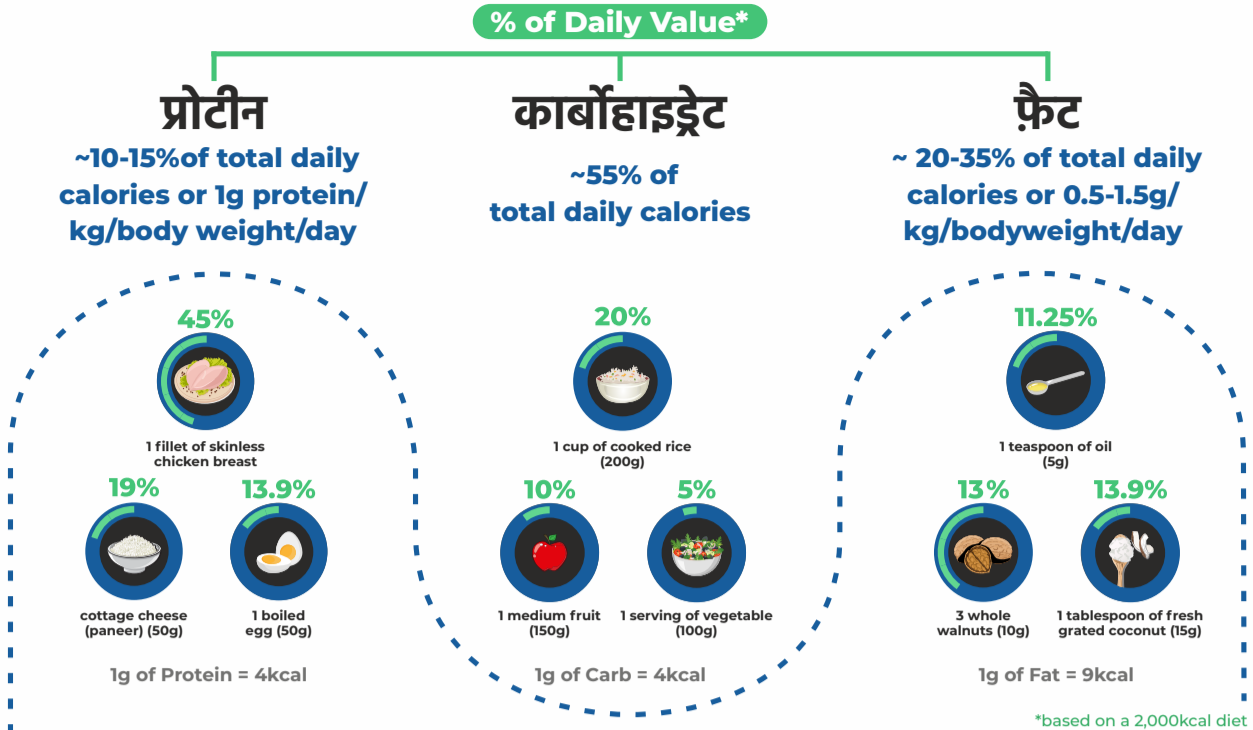 % of Daily Value*
प्रोटीन
~10-15%of total daily
calories or 1g protein/
kg/body weight/day
कार्बोहाइड्रेट
~55% of
total daily calories
फ़ैट
~ 20-35% of total daily
calories or 0.5-1.5g/
kg/bodyweight/day
45%
1 fillet of skinless
chicken breast
19%
cottage cheese
(paneer) (50g)
13.9%
1 boiled
egg (50g)
1g of Protein = 4kcal
20%
1 cup of cooked rice
(200g)
10%
1 medium fruit
(150g)
5%
1 serving of vegetable
(100g)
1g of Carb = 4kcal
11.25%
1 teaspoon of oil
(5g)
13%
3 whole
walnuts (10g)
13.9%
1 tablespoon of fresh
grated coconut (15g)
1g of Fat = 9kcal
*based on a 2,000kcal diet